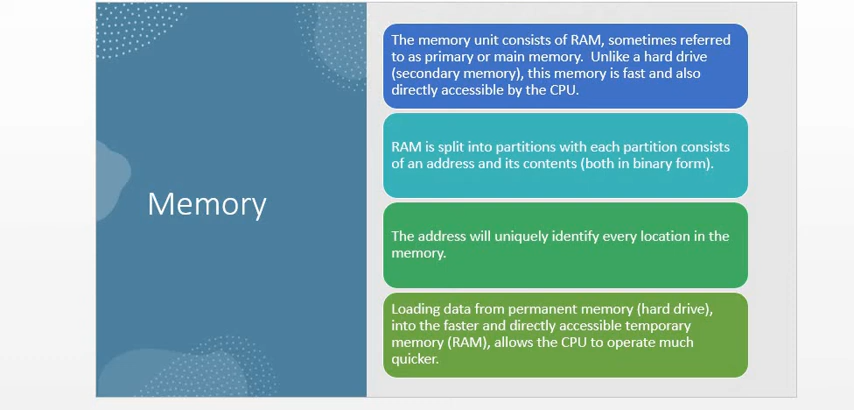 Memory
The memory unit consists of RAM, sometimes referred
to as primary or main memory.  Unlike a hard drive
(secondary memory), this memory is fast and also
directly accessible by the CPU.
RAM is split into partitions with each partition consists
of an address and its contents (both in binary form).
The address will uniquely identify every location in the
memory.
Loading data from permanent memory (hard drive),
into the faster and directly accessible temporary
memory (RAM), allows the CPU to operate much
quicker.